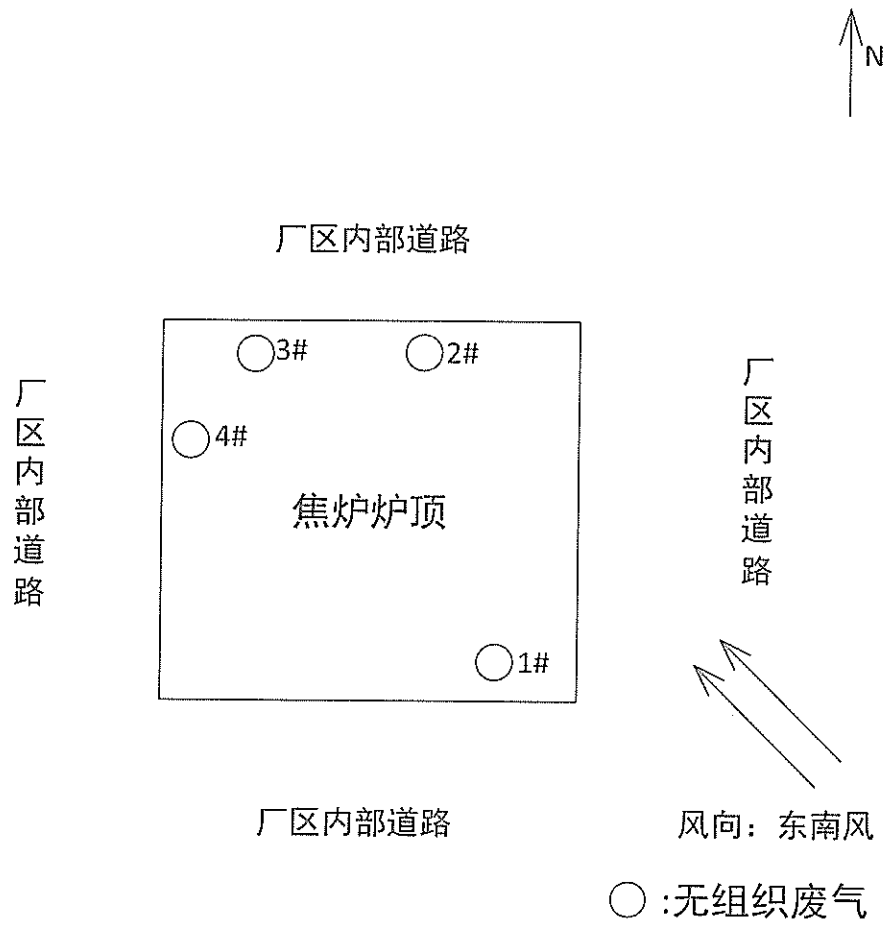 N
厂区内部道路
3#
2#
4#
厂区内部道路
厂区内部道路
焦炉炉顶
1#
厂区内部道路
风向：东南风
:无组织废气